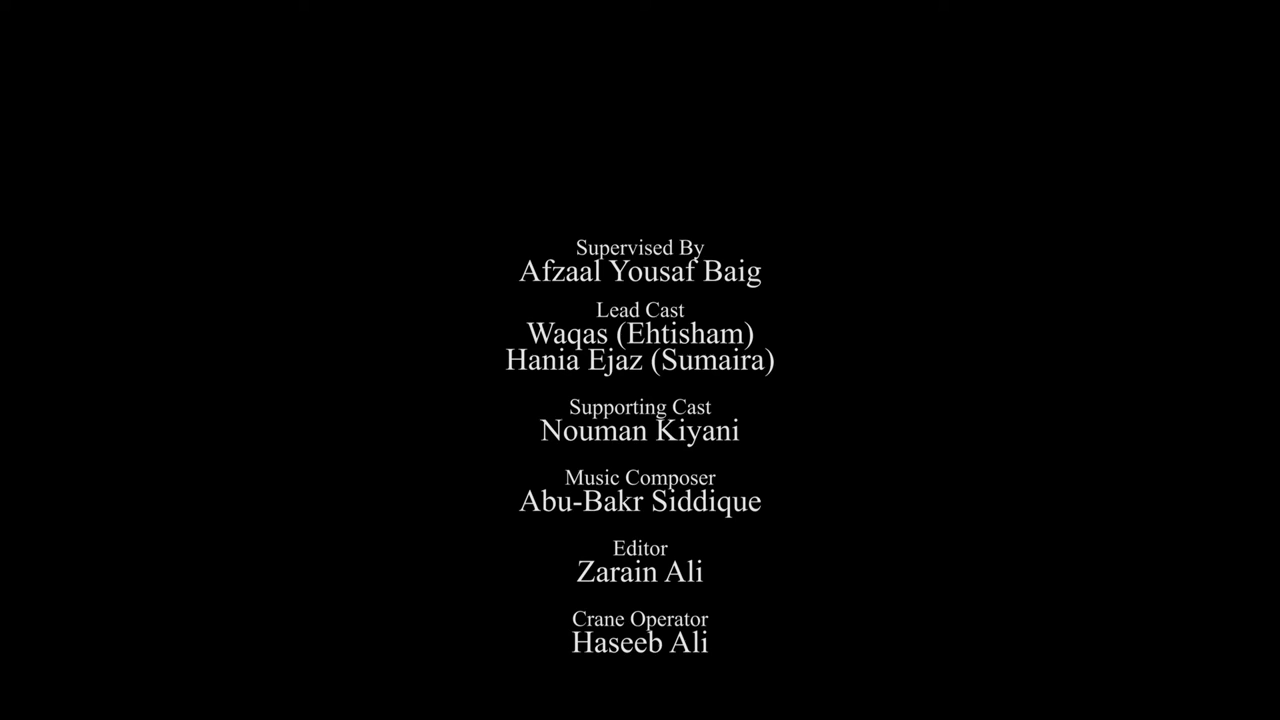 Supervised By
Afzaal Yousaf Baig
Lead Cast
Waqas (Ehtisham)
Hania Ejaz (Sumaira)
Supporting Cast
Nouman Kiyani
Music Composer
Abu-Bakr Siddique
Editor
Zarain Ali
Crane Operator
Haseeb Ali